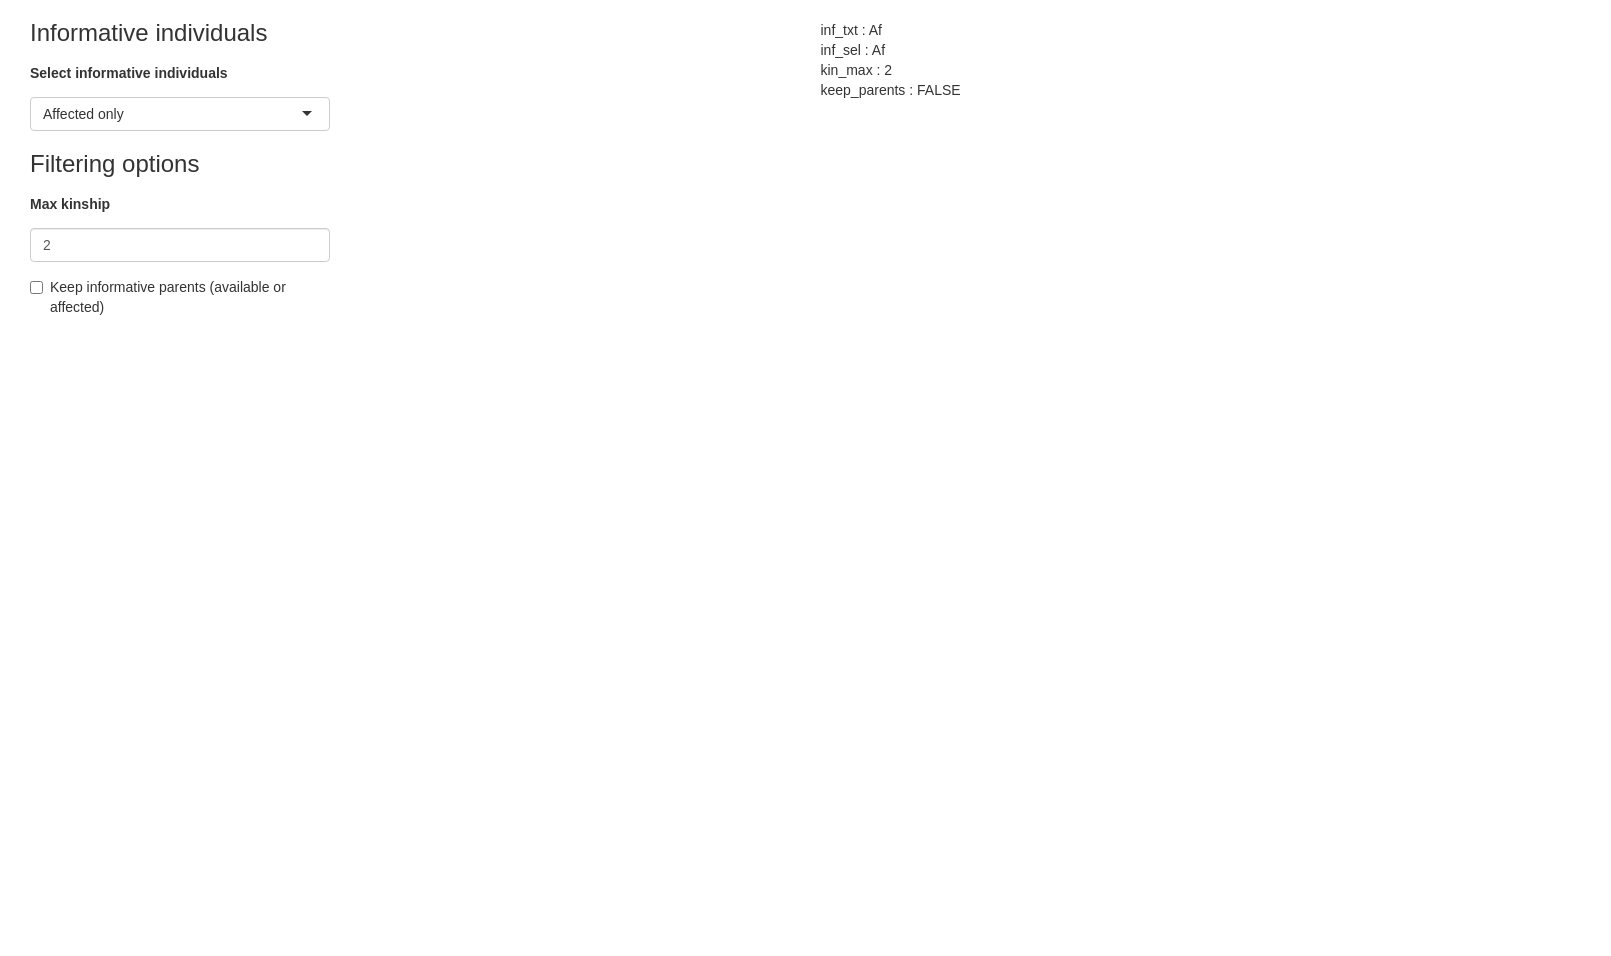 Informative individuals
Select informative individuals
Affected only
Filtering options
Max kinship
2
Keep informative parents (available or
affected)
inf_txt : Af
inf_sel : Af
kin_max : 2
keep_parents : FALSE